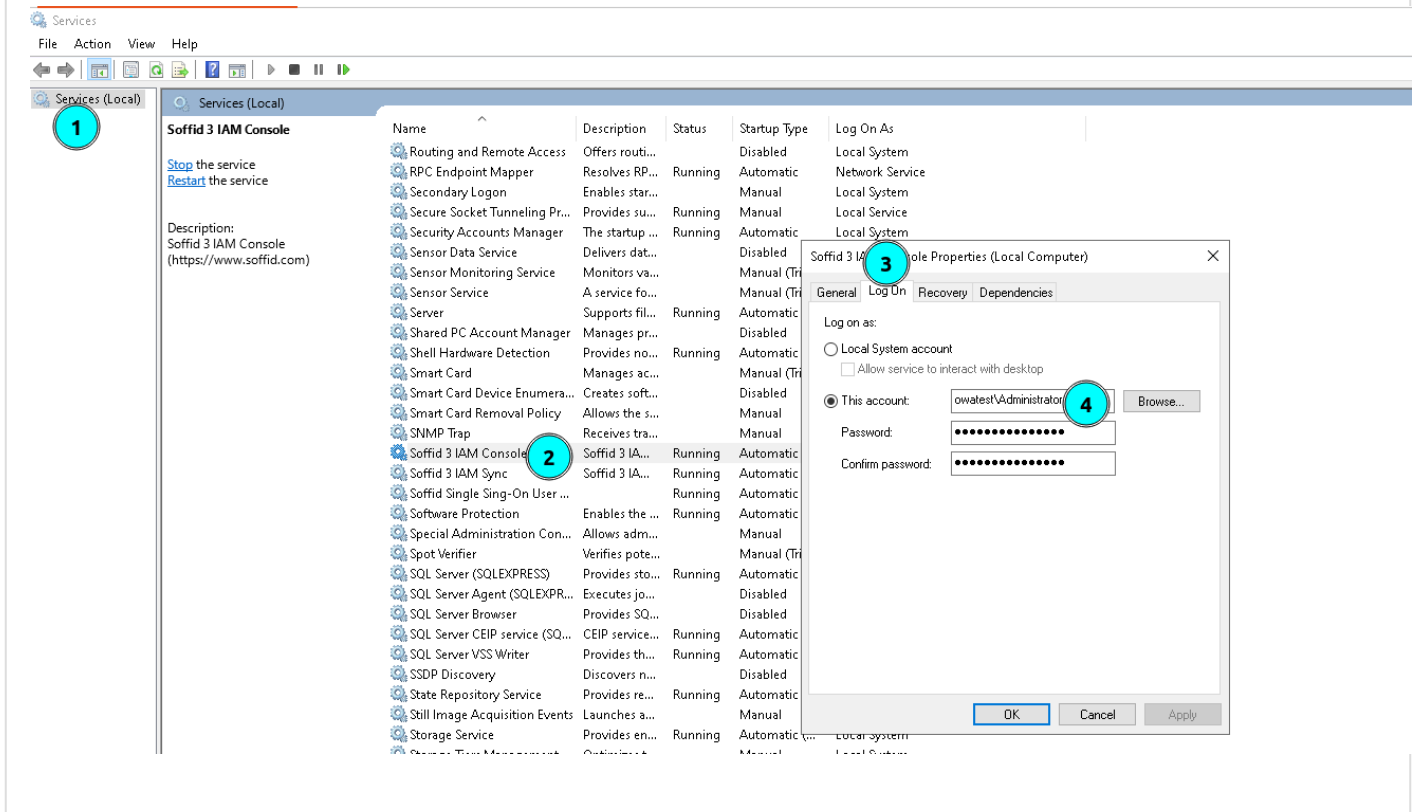 Services
File Action View Help
Services (Local)
1
Services (Local)
Soffid 3 IAM Console
Stop the service
Restart the service
Description:
Soffid 3 IAM Console
(https://www.soffid.com)
Name Description Status Startup Type Log On As
Routing and Remote Access Offers routi... Disabled Local System
RPC Endpoint Mapper Resolves RP... Running Automatic Network Service
Secondary Logon Enables star... Manual Local System
Secure Socket Tunneling Pr... Provides su... Running Manual Local Service
Security Accounts Manager The startup ... Running Automatic Local System
Sensor Data Service Delivers dat... Disabled
Sensor Monitoring Service Monitors va... Manual (Tri
Sensor Service A service fo... Manual (Tri
Server Supports fil... Running Automatic
Shared PC Account Manager Manages pr... Disabled
Shell Hardware Detection Provides no... Running Automatic
Smart Card Manages ac... Manual (Tri
Smart Card Device Enumera... Creates soft... Disabled
Smart Card Removal Policy Allows the s... Manual
SNMP Trap Receives tra... Manual
Soffid 3 IAM Console 2 Soffid 3 IA... Running Automatic
Soffid 3 IAM Sync Soffid 3 IA... Running Automatic
Soffid Single Sing-On User ... Running Automatic
Software Protection Enables the ... Running Automatic
Special Administration Con... Allows adm... Manual
Spot Verifier Verifies pote... Manual (Tri
SQL Server (SQLEXPRESS) Provides sto... Running Automatic
SQL Server Agent (SQLEXPR... Executes jo... Disabled
SQL Server Browser Provides SQ... Disabled
SQL Server CEIP service (SQ... CEIP service... Running Automatic
SQL Server VSS Writer Provides th... Running Automatic
SSDP Discovery Discovers n... Disabled
State Repository Service Provides re... Running Automatic
Still Image Acquisition Events Launches a... Manual
Storage Service Provides en... Running Automatic (... Local System
Soffid 3 IA 3 ole Properties (Local Computer)
General Log On Recovery Dependencies
Log on as:
Local System account
Allow service to interact with desktop
This account: owatest\Administrator 4 Browse...
Password: ●●●●●●●●●●●●●●●
Confirm password: ●●●●●●●●●●●●●●●
OK Cancel Apply